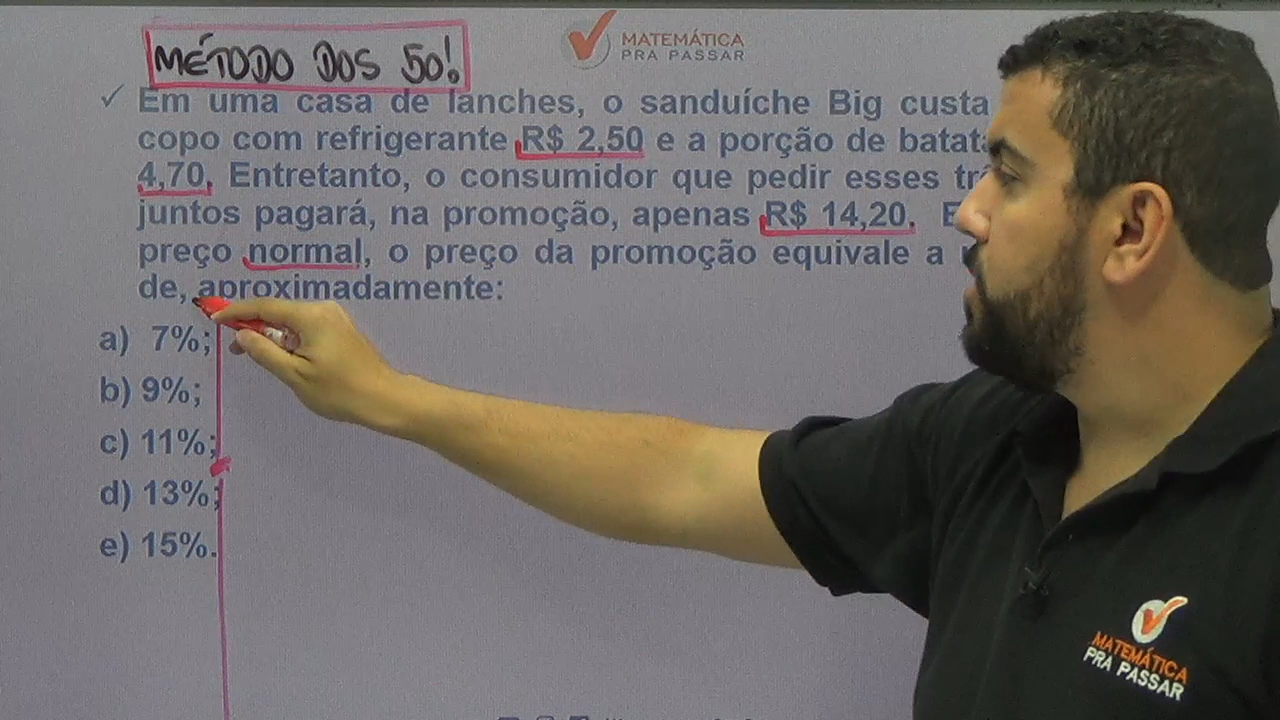 MÉTODO DOS 50!
MATEMÁTICA
PRA PASSAR
✓ Em uma casa de lanches, o sanduíche Big custa
copo com refrigerante R$ 2,50 e a porção de batat
4,70. Entretanto, o consumidor que pedir esses tr
juntos pagará, na promoção, apenas R$ 14,20.
preço normal, o preço da promoção equivale a
de, aproximadamente:
a) 7%;
b) 9%;
c) 11%;
d) 13%;
e) 15%.
MATEMÁTICA
PRA PASSAR